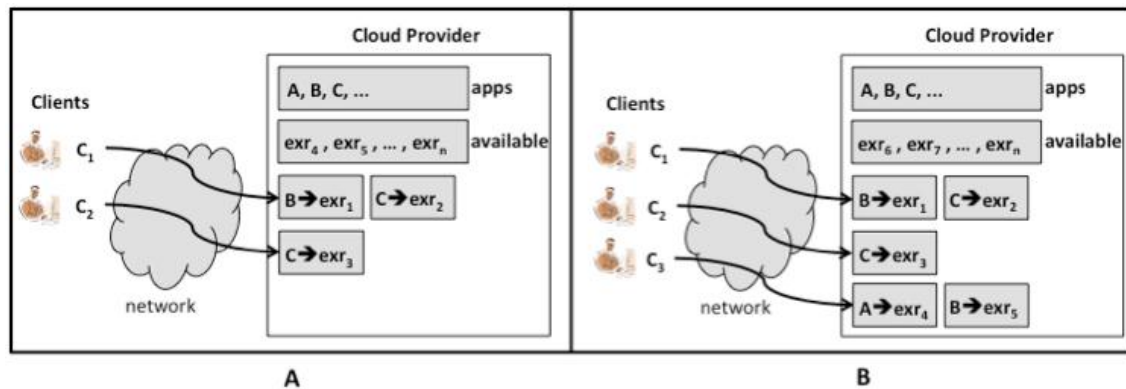 Cloud Provider
A, B, C, ... apps
Clients
exr₄ , exr₅ , ... , exrₙ available
C₁
B➔exr₁ C➔exr₂
C₂
C➔exr₃
network
A
Cloud Provider
A, B, C, ... apps
Clients
exr₆ , exr₇ , ... , exrₙ available
C₁
B➔exr₁ C➔exr₂
C₂
C➔exr₃
C₃
A➔exr₄ B➔exr₅
network
B